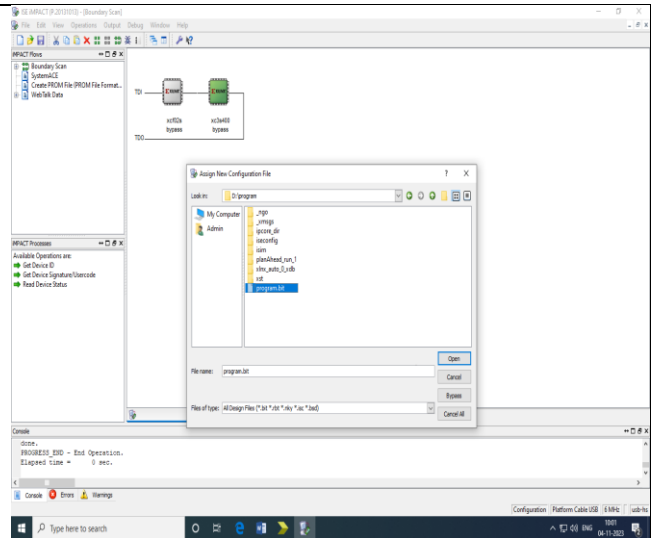 ISE iMPACT (P.20131013) - [Boundary Scan]
File Edit View Operations Output Debug Window Help
iMPACT Flows
Boundary Scan
SystemACE
Create PROM File (PROM File Format...
WebTalk Data
TDI
xcf02s
bypass
xc3s400
bypass
TDO
iMPACT Processes
Available Operations are:
Get Device ID
Get Device Signature/Usercode
Read Device Status
Assign New Configuration File
Look in:
D:\program
My Computer
Admin
_ngo
_xmsgs
ipcore_dir
iseconfig
isim
planAhead_run_1
xlnx_auto_0_xdb
xst
program.bit
File name:
program.bit
Files of type:
All Design Files (*.bit *.rbt *.nky *.isc *.bsd)
Open
Cancel
Bypass
Cancel All
Console
done.
PROGRESS_END - End Operation.
Elapsed time = 0 sec.
Console Errors Warnings
Configuration Platform Cable USB 6 MHz usb-hs
Type here to search
ENG
10:01
04-11-2023